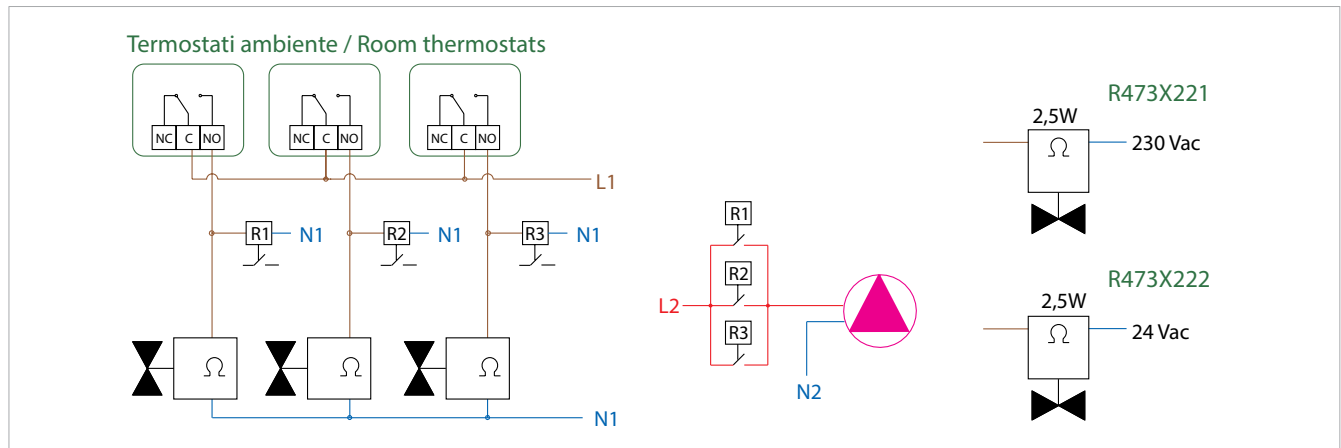 Termostati ambiente / Room thermostats
NC C NO
NC C NO
NC C NO
L1
R1
N1
R2
N1
R3
N1
Ω
Ω
Ω
N1
R1
R2
L2
R3
N2
R473X221
2,5W
Ω
230 Vac
R473X222
2,5W
Ω
24 Vac